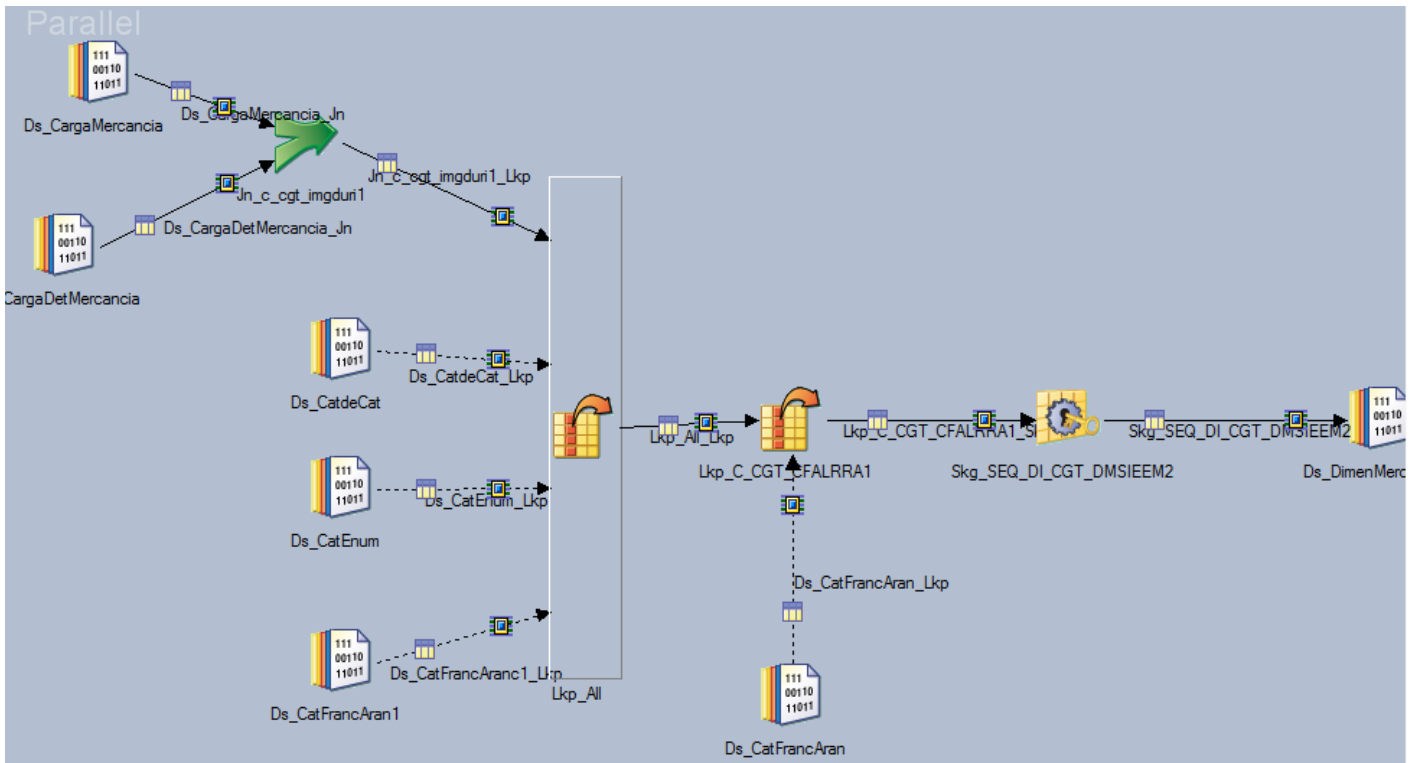 Parallel
111
00110
11011
Ds_CargaMercancia
Ds_CargaMercancia_Jn
Jn_c_cgt_imgduri1
Jn_c_cgt_imgduri1_Lkp
111
00110
11011
Ds_CargaDetMercancia_Jn
CargaDetMercancia
111
00110
11011
Ds_CatdeCat_Lkp
Ds_CatdeCat
111
00110
11011
Ds_CatEnum_Lkp
Ds_CatEnum
111
00110
11011
Ds_CatFrancAranc1_Lkp
Ds_CatFrancAran1
Lkp_All
Lkp_All_Lkp
Lkp_C_CGT_CFALRRA1
Lkp_C_CGT_CFALRRA1_S
Skg_SEQ_DI_CGT_DMSIEEM2
Skg_SEQ_DI_CGT_DMSIEEM2
111
00110
11011
Ds_DimenMerc
Ds_CatFrancAran_Lkp
111
00110
11011
Ds_CatFrancAran